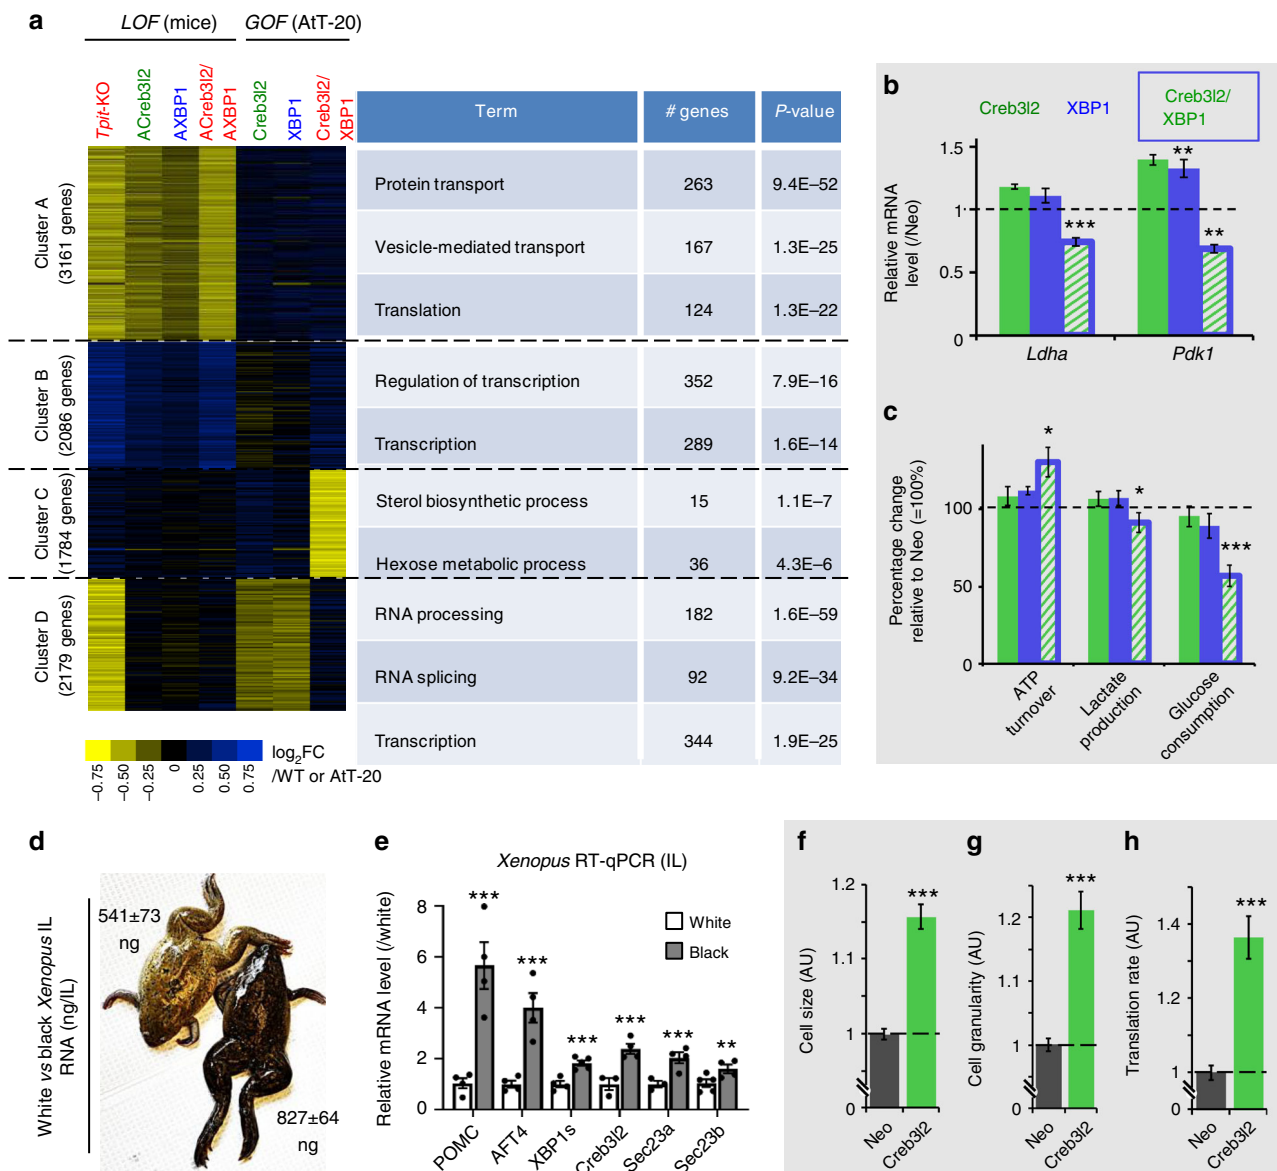 a
LOF (mice)
GOF (AtT-20)
Tpit-KO
ACreb3l2
AXBP1
ACreb3l2/
AXBP1
Creb3l2
XBP1
Creb3l2/
XBP1
Term
# genes
P-value
Cluster A
(3161 genes)
Protein transport
263
9.4E–52
Vesicle-mediated transport
167
1.3E–25
Translation
124
1.3E–22
Cluster B
(2086 genes)
Regulation of transcription
352
7.9E–16
Transcription
289
1.6E–14
Cluster C
(1784 genes)
Sterol biosynthetic process
15
1.1E–7
Hexose metabolic process
36
4.3E–6
Cluster D
(2179 genes)
RNA processing
182
1.6E–59
RNA splicing
92
9.2E–34
Transcription
344
1.9E–25
log2FC
/WT or AtT-20
–0.75
–0.50
–0.25
0
0.25
0.50
0.75
b
Creb3l2
XBP1
Creb3l2/
XBP1
Relative mRNA
level (/Neo)
1.5
1
0.5
0
***
**
**
Ldha
Pdk1
c
Percentage change
relative to Neo (=100%)
100
50
0
*
*
***
ATP
turnover
Lactate
production
Glucose
consumption
d
White vs black Xenopus IL
RNA (ng/IL)
541±73
ng
827±64
ng
e
Xenopus RT-qPCR (IL)
Relative mRNA level (/white)
8
6
4
2
0
White
Black
***
***
***
***
***
**
POMC
AFT4
XBP1s
Creb3l2
Sec23a
Sec23b
f
Cell size (AU)
1.2
1
0
***
Neo
Creb3l2
g
Cell granularity (AU)
1.2
1.1
1
0
***
Neo
Creb3l2
h
Translation rate (AU)
1.4
1.2
1
0
***
Neo
Creb3l2